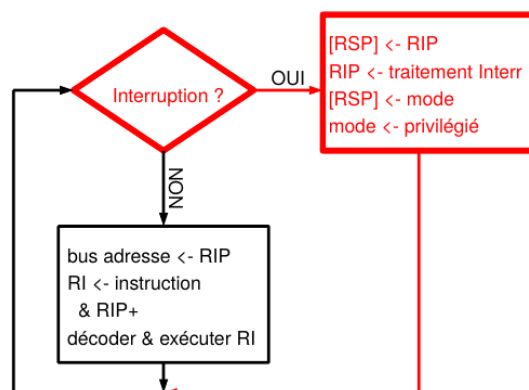 [RSP] <- RIP
RIP <- traitement Interr
[RSP] <- mode
mode <- privilégié
OUI
Interruption ?
NON
bus adresse <- RIP
RI <- instruction
& RIP+
décoder & exécuter RI